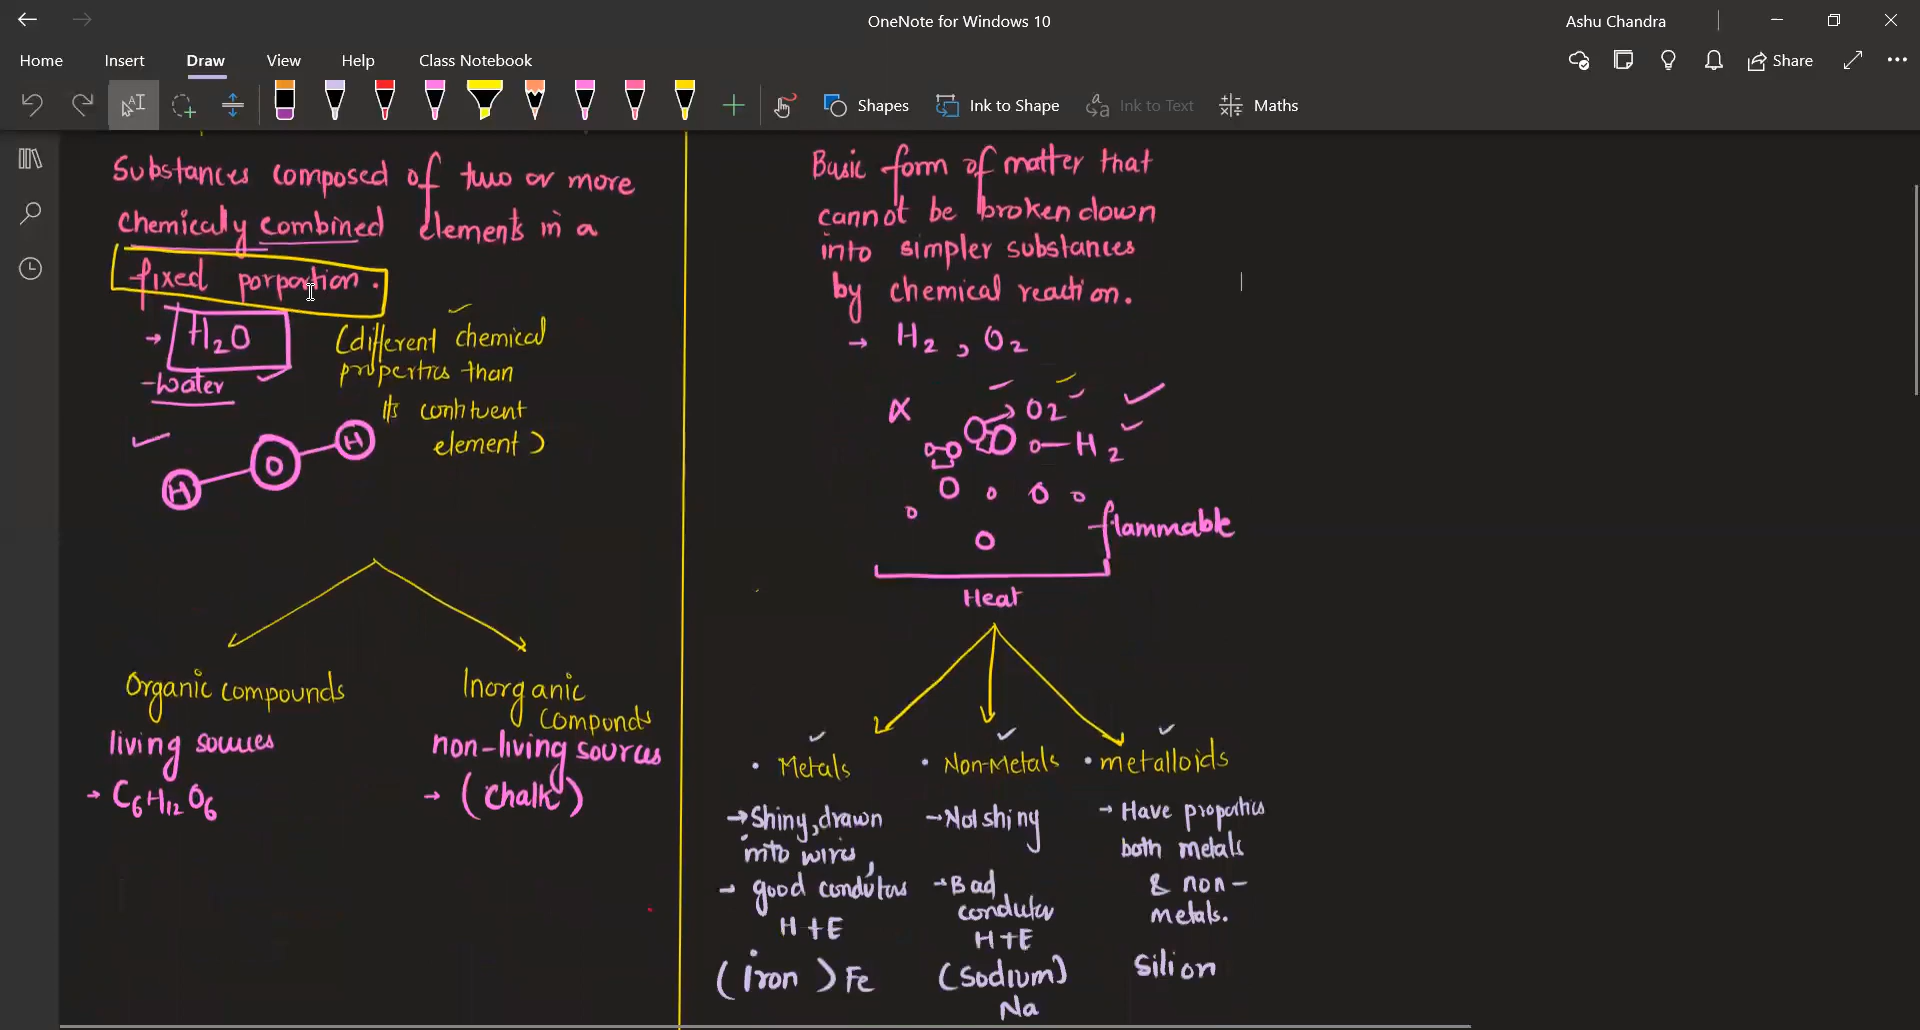 OneNote for Windows 10
Ashu Chandra
Home Insert Draw View Help Class Notebook
Share
Shapes Ink to Shape Ink to Text Maths
Substances composed of two or more
chemically combined elements in a
fixed porportion.
→ H2O
-Water
(different chemical
properties than
its contituent
element)
H O H
Organic compounds
living sources
→ C6H12O6
Inorganic
compounds
non-living sources
→ (Chalk)
Basic form of matter that
cannot be broken down
into simpler substances
by chemical reaction.
→ H2, O2
O2
H2
flammable
Heat
• Metals
→ Shiny, drawn
into wires,
→ good condutors
H+E
(iron) Fe
• Non-Metals
→ Not shiny
→ Bad
conduter
H+E
(Sodium)
Na
• metalloids
→ Have properties
both metals
& non-
metals.
Silion